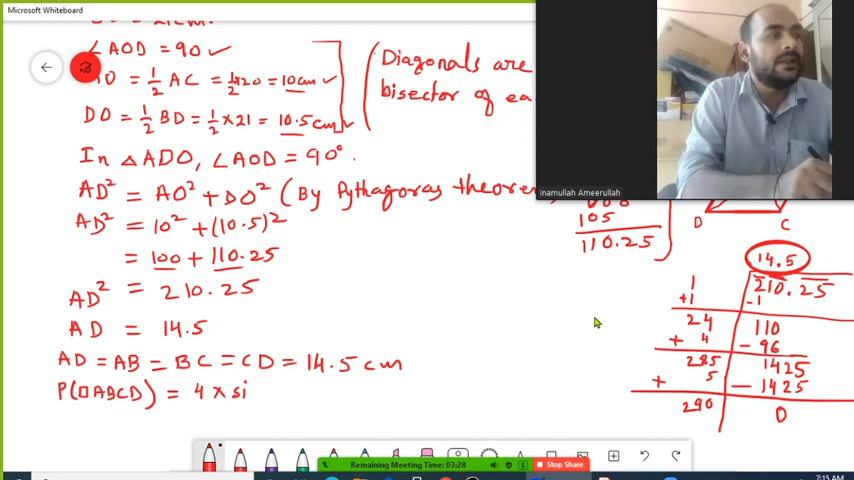 Microsoft Whiteboard
∠AOD = 90 ✓
O = 1/2 AC = 1/2×20 = 10cm ✓
DO = 1/2 BD = 1/2 × 21 = 10.5 cm ✓
Diagonals are
bisector of ea
In △ADO, ∠AOD = 90°.
AD² = AO² + DO² (By Pythagoras theorem
AD² = 10² + (10.5)²
= 100 + 110.25
AD² = 210.25
AD = 14.5
AD = AB = BC = CD = 14.5 cm
P(□ABCD) = 4 × si
Inamullah Ameerullah
D C
105
110.25
14.5
1 210.25
+1 -1
24 110
+ 4 - 96
285 1425
+ 5 - 1425
290 0
Remaining Meeting Time: 03:28
Stop Share
7:15 AM